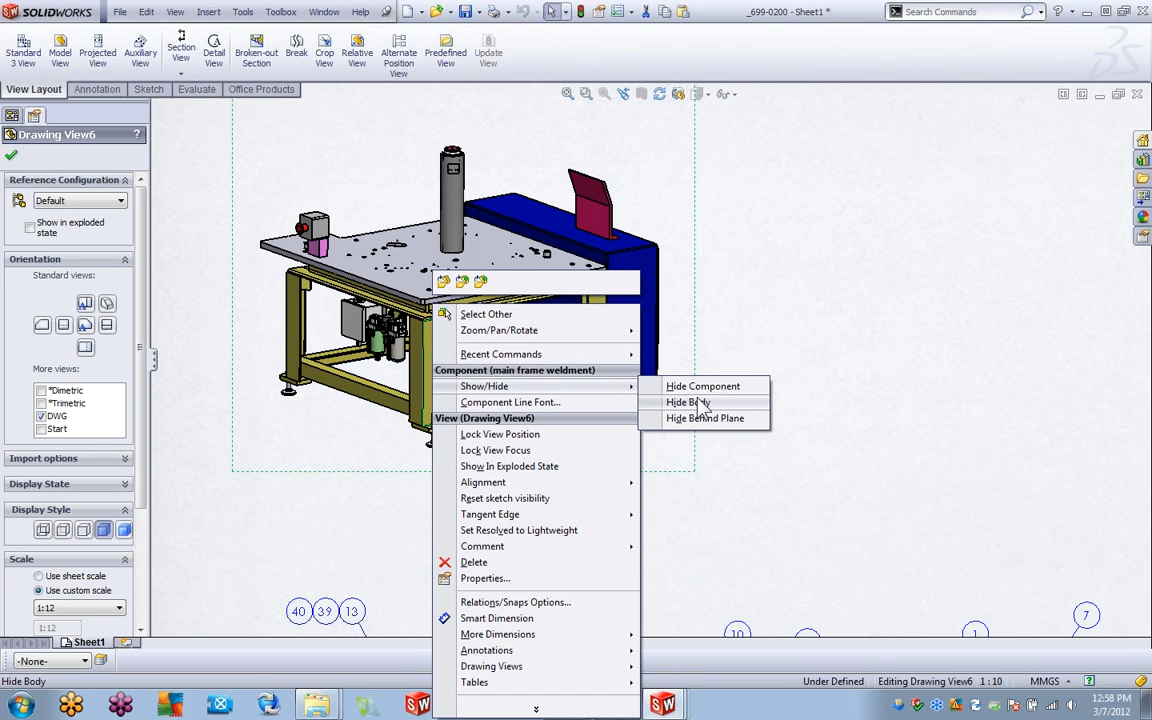 SOLIDWORKS
File Edit View Insert Tools Toolbox Window Help
_699-0200 - Sheet1 *
Search Commands
Standard 3 View
Model View
Projected View
Auxiliary View
Section View
Detail View
Broken-out Section
Break
Crop View
Relative View
Alternate Position View
Predefined View
Update View
View Layout Annotation Sketch Evaluate Office Products
Drawing View6 ?
Reference Configuration
Default
Show in exploded state
Orientation
Standard views:
More views:
*Dimetric
*Trimetric
DWG
Start
Import options
Display State
Display Style
Scale
Use sheet scale
Use custom scale
1:12
1:12
Select Other
Zoom/Pan/Rotate
Recent Commands
Component (main frame weldment)
Show/Hide
Component Line Font...
View (Drawing View6)
Lock View Position
Lock View Focus
Show In Exploded State
Alignment
Reset sketch visibility
Tangent Edge
Set Resolved to Lightweight
Comment
Delete
Properties...
Relations/Snaps Options...
Smart Dimension
More Dimensions
Annotations
Drawing Views
Tables
Hide Component
Hide Body
Hide Behind Plane
40 39 13
10
1
7
Sheet1
-None-
Hide Body
Under Defined
Editing Drawing View6
1 : 10
MMGS
12:58 PM
3/7/2012